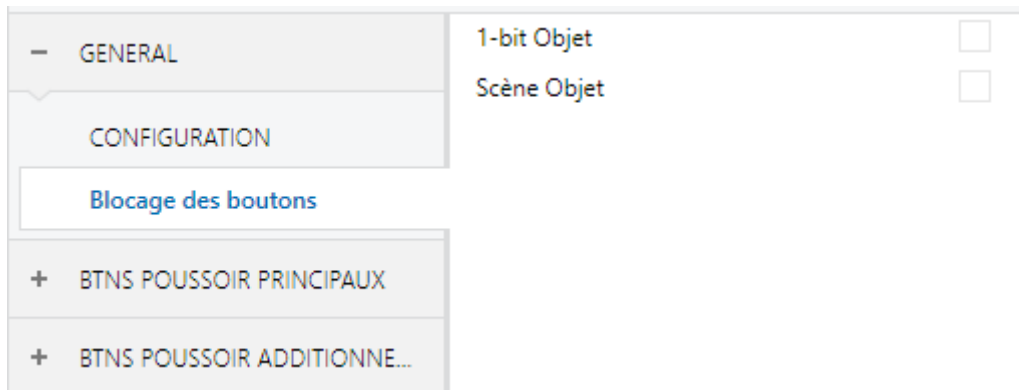 GENERAL
CONFIGURATION
Blocage des boutons
BTNS POUSSOIR PRINCIPAUX
BTNS POUSSOIR ADDITIONNE...
1-bit Objet
Scène Objet